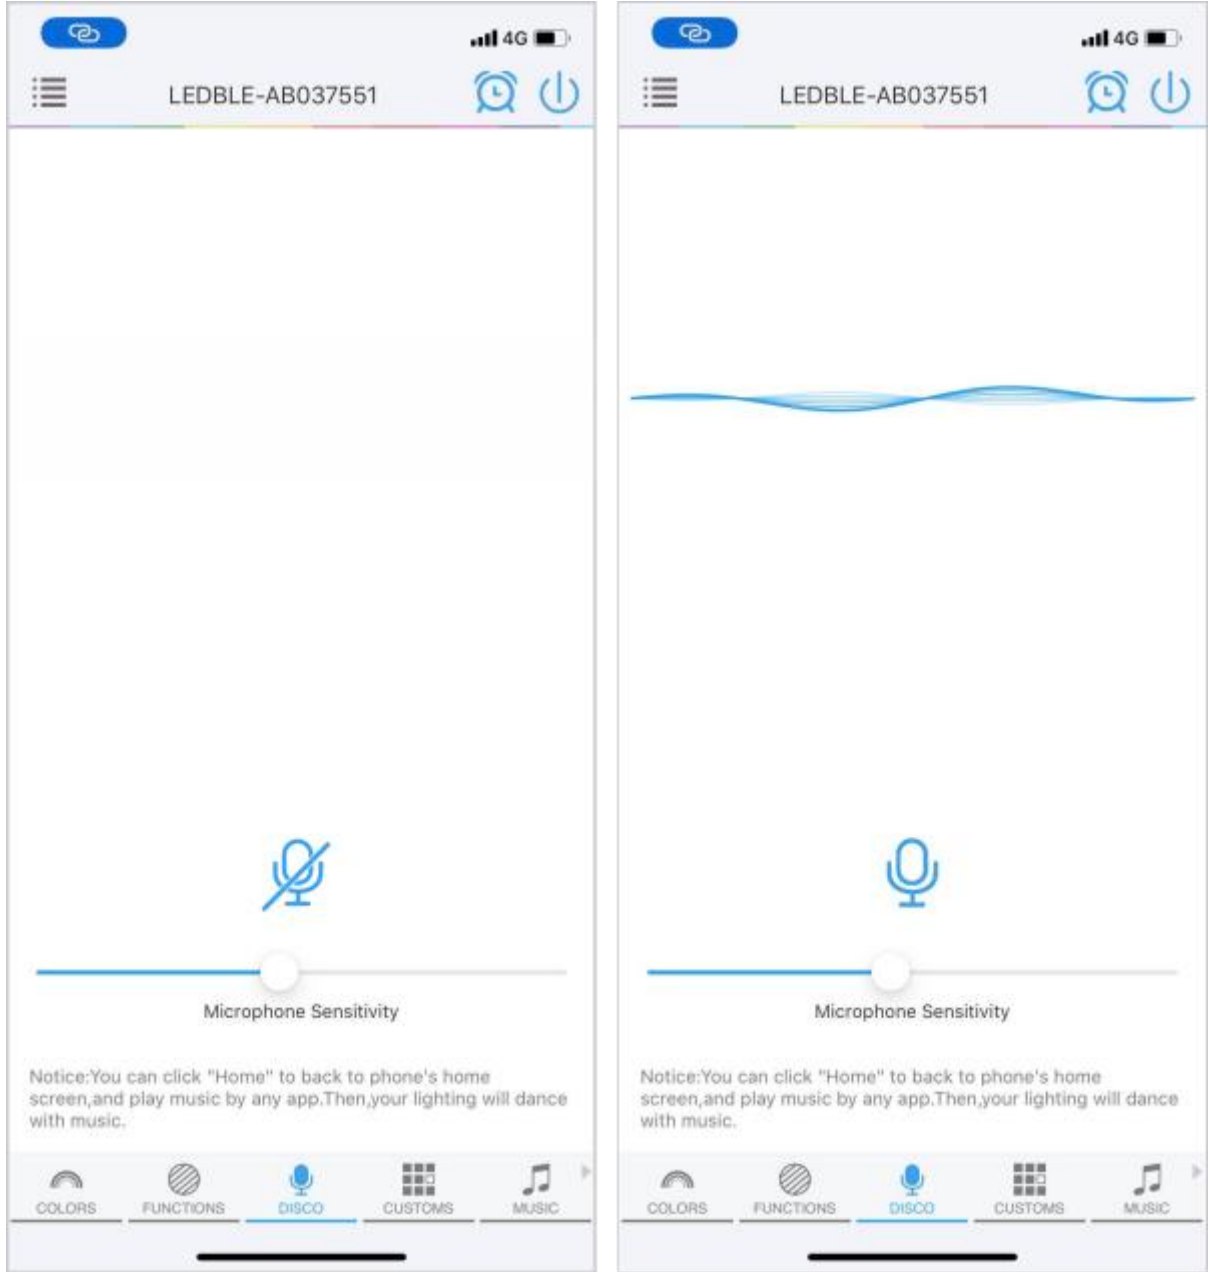 4G
LEDBLE-AB037551
Microphone Sensitivity
Notice:You can click "Home" to back to phone's home
screen,and play music by any app.Then,your lighting will dance
with music.
COLORS FUNCTIONS DISCO CUSTOMS MUSIC
4G
LEDBLE-AB037551
Microphone Sensitivity
Notice:You can click "Home" to back to phone's home
screen,and play music by any app.Then,your lighting will dance
with music.
COLORS FUNCTIONS DISCO CUSTOMS MUSIC